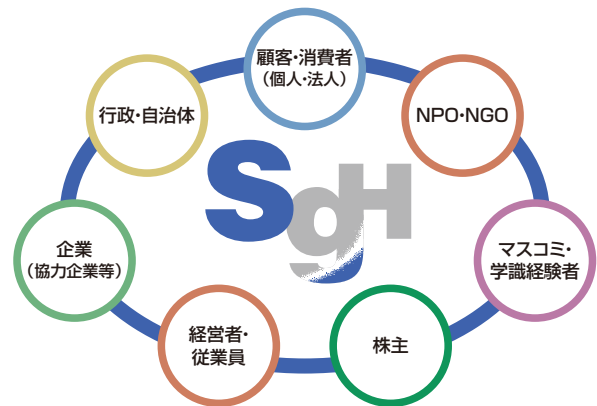 顧客・消費者
（個人・法人）
行政・自治体
NPO・NGO
SgH
企業
（協力企業等）
マスコミ・
学識経験者
経営者・
従業員
株主